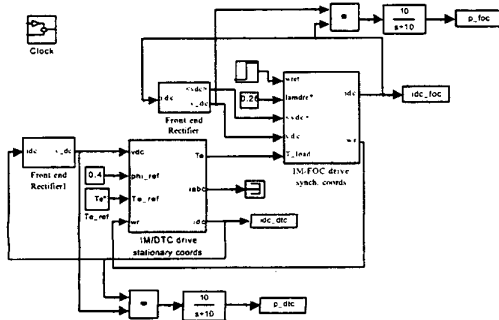 10
s+10
p_foc
Clock
<vdc>
idc
v_dc
Front end
Rectifier
wref
lamdre*
<vdc>
vdc
T_load
idc
wr
idc_foc
IM-FOC drive
synch. coords
idc
v_dc
Front end
Rectifier1
vdc
phi_ref
Te_ref
wr
Te
iabc
idc
0.4
Te*
Te_ref
idc_dtc
IM/DTC drive
stationary coords
10
s+10
p_dtc